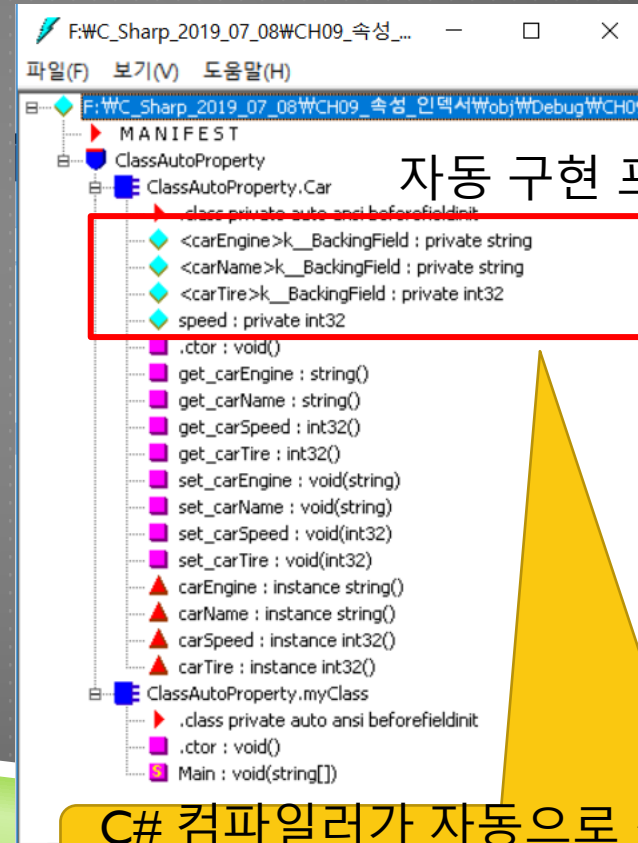 F:₩C_Sharp_2019_07_08₩CH09_속성_...
파일(F) 보기(V) 도움말(H)
F:₩C_Sharp_2019_07_08₩CH09_속성_인덱서₩obj₩Debug₩CH09
MANIFEST
ClassAutoProperty
자동 구현
ClassAutoProperty.Car
.class private auto ansi beforefieldinit
<carEngine>k__BackingField : private string
<carName>k__BackingField : private string
<carTire>k__BackingField : private int32
speed : private int32
.ctor : void()
get_carEngine : string()
get_carName : string()
get_carSpeed : int32()
get_carTire : int32()
set_carEngine : void(string)
set_carName : void(string)
set_carSpeed : void(int32)
set_carTire : void(int32)
carEngine : instance string()
carName : instance string()
carSpeed : instance int32()
carTire : instance int32()
ClassAutoProperty.myClass
.class private auto ansi beforefieldinit
.ctor : void()
S Main : void(string[])
C# 컴파일러가 자동으로